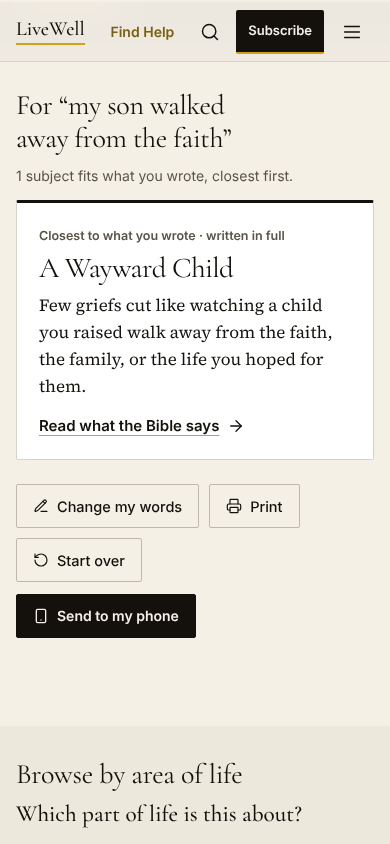 LiveWell
Find Help
Subscribe
For “my son walked
away from the faith”
1 subject fits what you wrote, closest first.
Closest to what you wrote · written in full
A Wayward Child
Few griefs cut like watching a child
you raised walk away from the faith,
the family, or the life you hoped for
them.
Read what the Bible says
Change my words
Print
Start over
Send to my phone
Browse by area of life
Which part of life is this about?